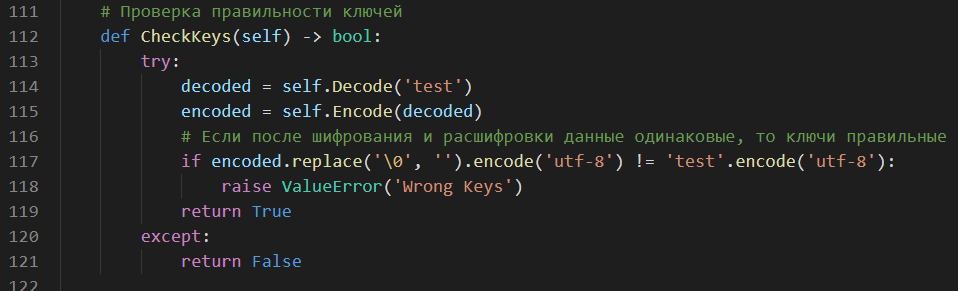 111 # Проверка правильности ключей
112 def CheckKeys(self) -> bool:
113 try:
114 decoded = self.Decode('test')
115 encoded = self.Encode(decoded)
116 # Если после шифрования и расшифровки данные одинаковые, то ключи правильные
117 if encoded.replace('\0', '').encode('utf-8') != 'test'.encode('utf-8'):
118 raise ValueError('Wrong Keys')
119 return True
120 except:
121 return False
122